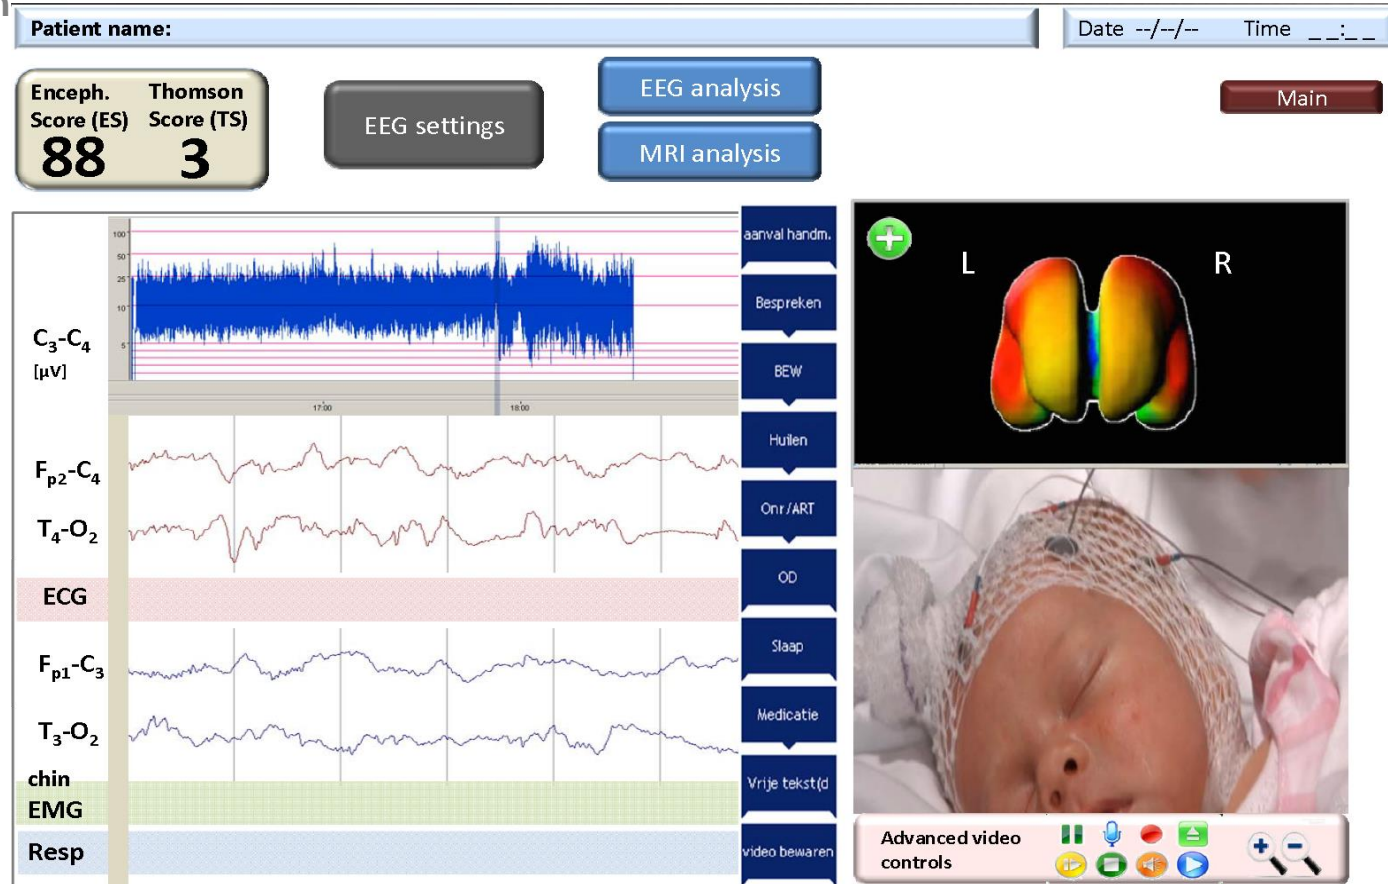 Patient name:
Date --/--/-- Time _ _:_ _
Enceph. Thomson
Score (ES) Score (TS)
88 3
EEG settings
EEG analysis
MRI analysis
Main
100
50
25
10
5
C3-C4
[µV]
17:00 18:00
Fp2-C4
T4-O2
ECG
Fp1-C3
T3-O2
chin
EMG
Resp
aanval handm.
Bespreken
BEW
Huilen
Onr/ART
OD
Slaap
Medicatie
Vrije tekst(d
video bewaren
L R
Advanced video
controls